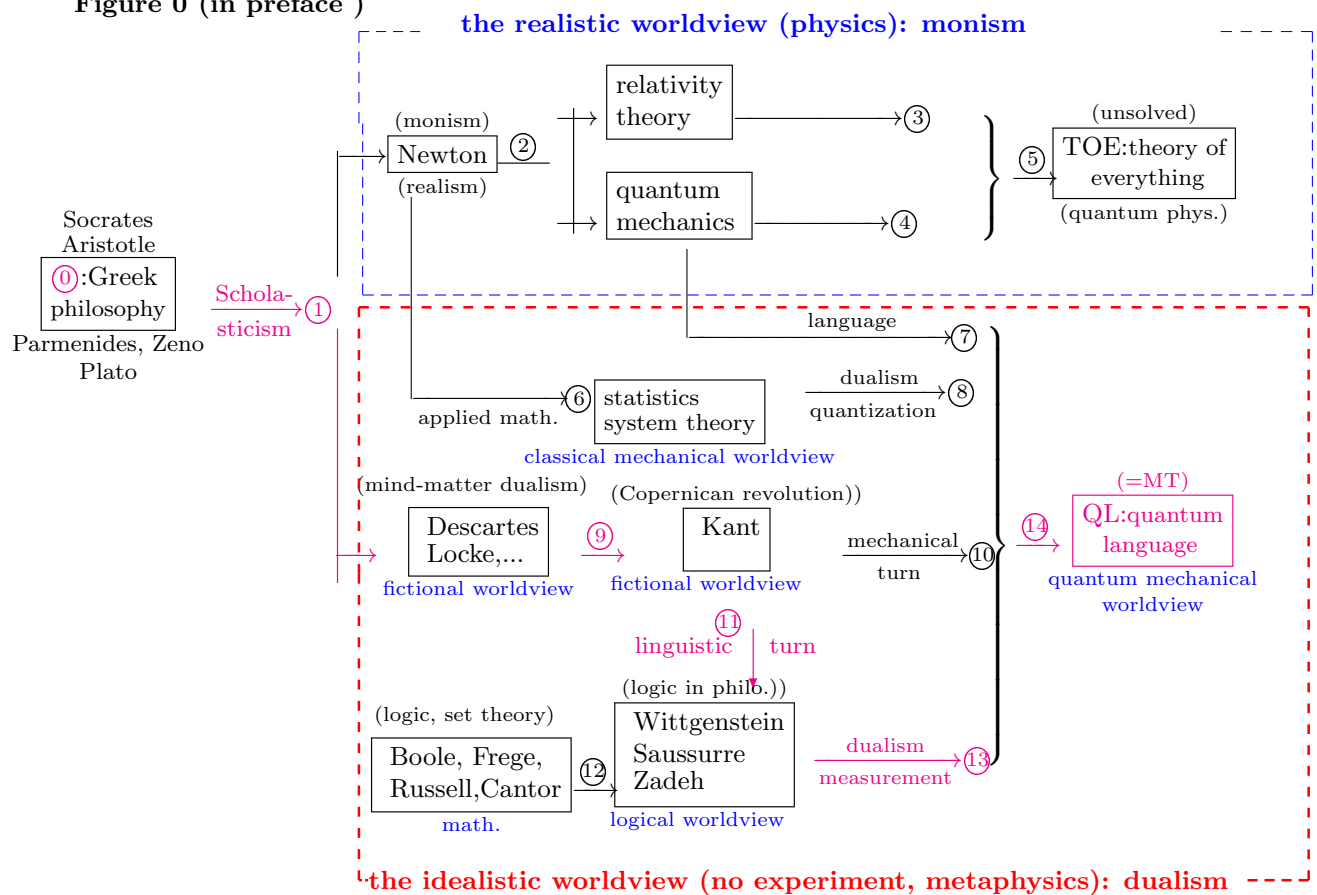 Figure 0 (in preface )
the realistic worldview (physics): monism
relativity
theory
③
(monism)
Newton
②
(realism)
quantum
mechanics
④
(unsolved)
⑤
TOE:theory of
everything
(quantum phys.)
Socrates
Aristotle
⓪:Greek
philosophy
Parmenides, Zeno
Plato
Schola-
sticism
①
language
⑦
applied math.
⑥
statistics
system theory
classical mechanical worldview
dualism
quantization
⑧
(mind-matter dualism)
Descartes
Locke,...
fictional worldview
⑨
(Copernican revolution))
Kant
fictional worldview
mechanical
turn
⑩
⑭
(=MT)
QL:quantum
language
quantum mechanical
worldview
⑪
linguistic turn
(logic, set theory)
Boole, Frege,
Russell,Cantor
math.
⑫
(logic in philo.))
Wittgenstein
Saussurre
Zadeh
logical worldview
dualism
measurement
⑬
the idealistic worldview (no experiment, metaphysics): dualism